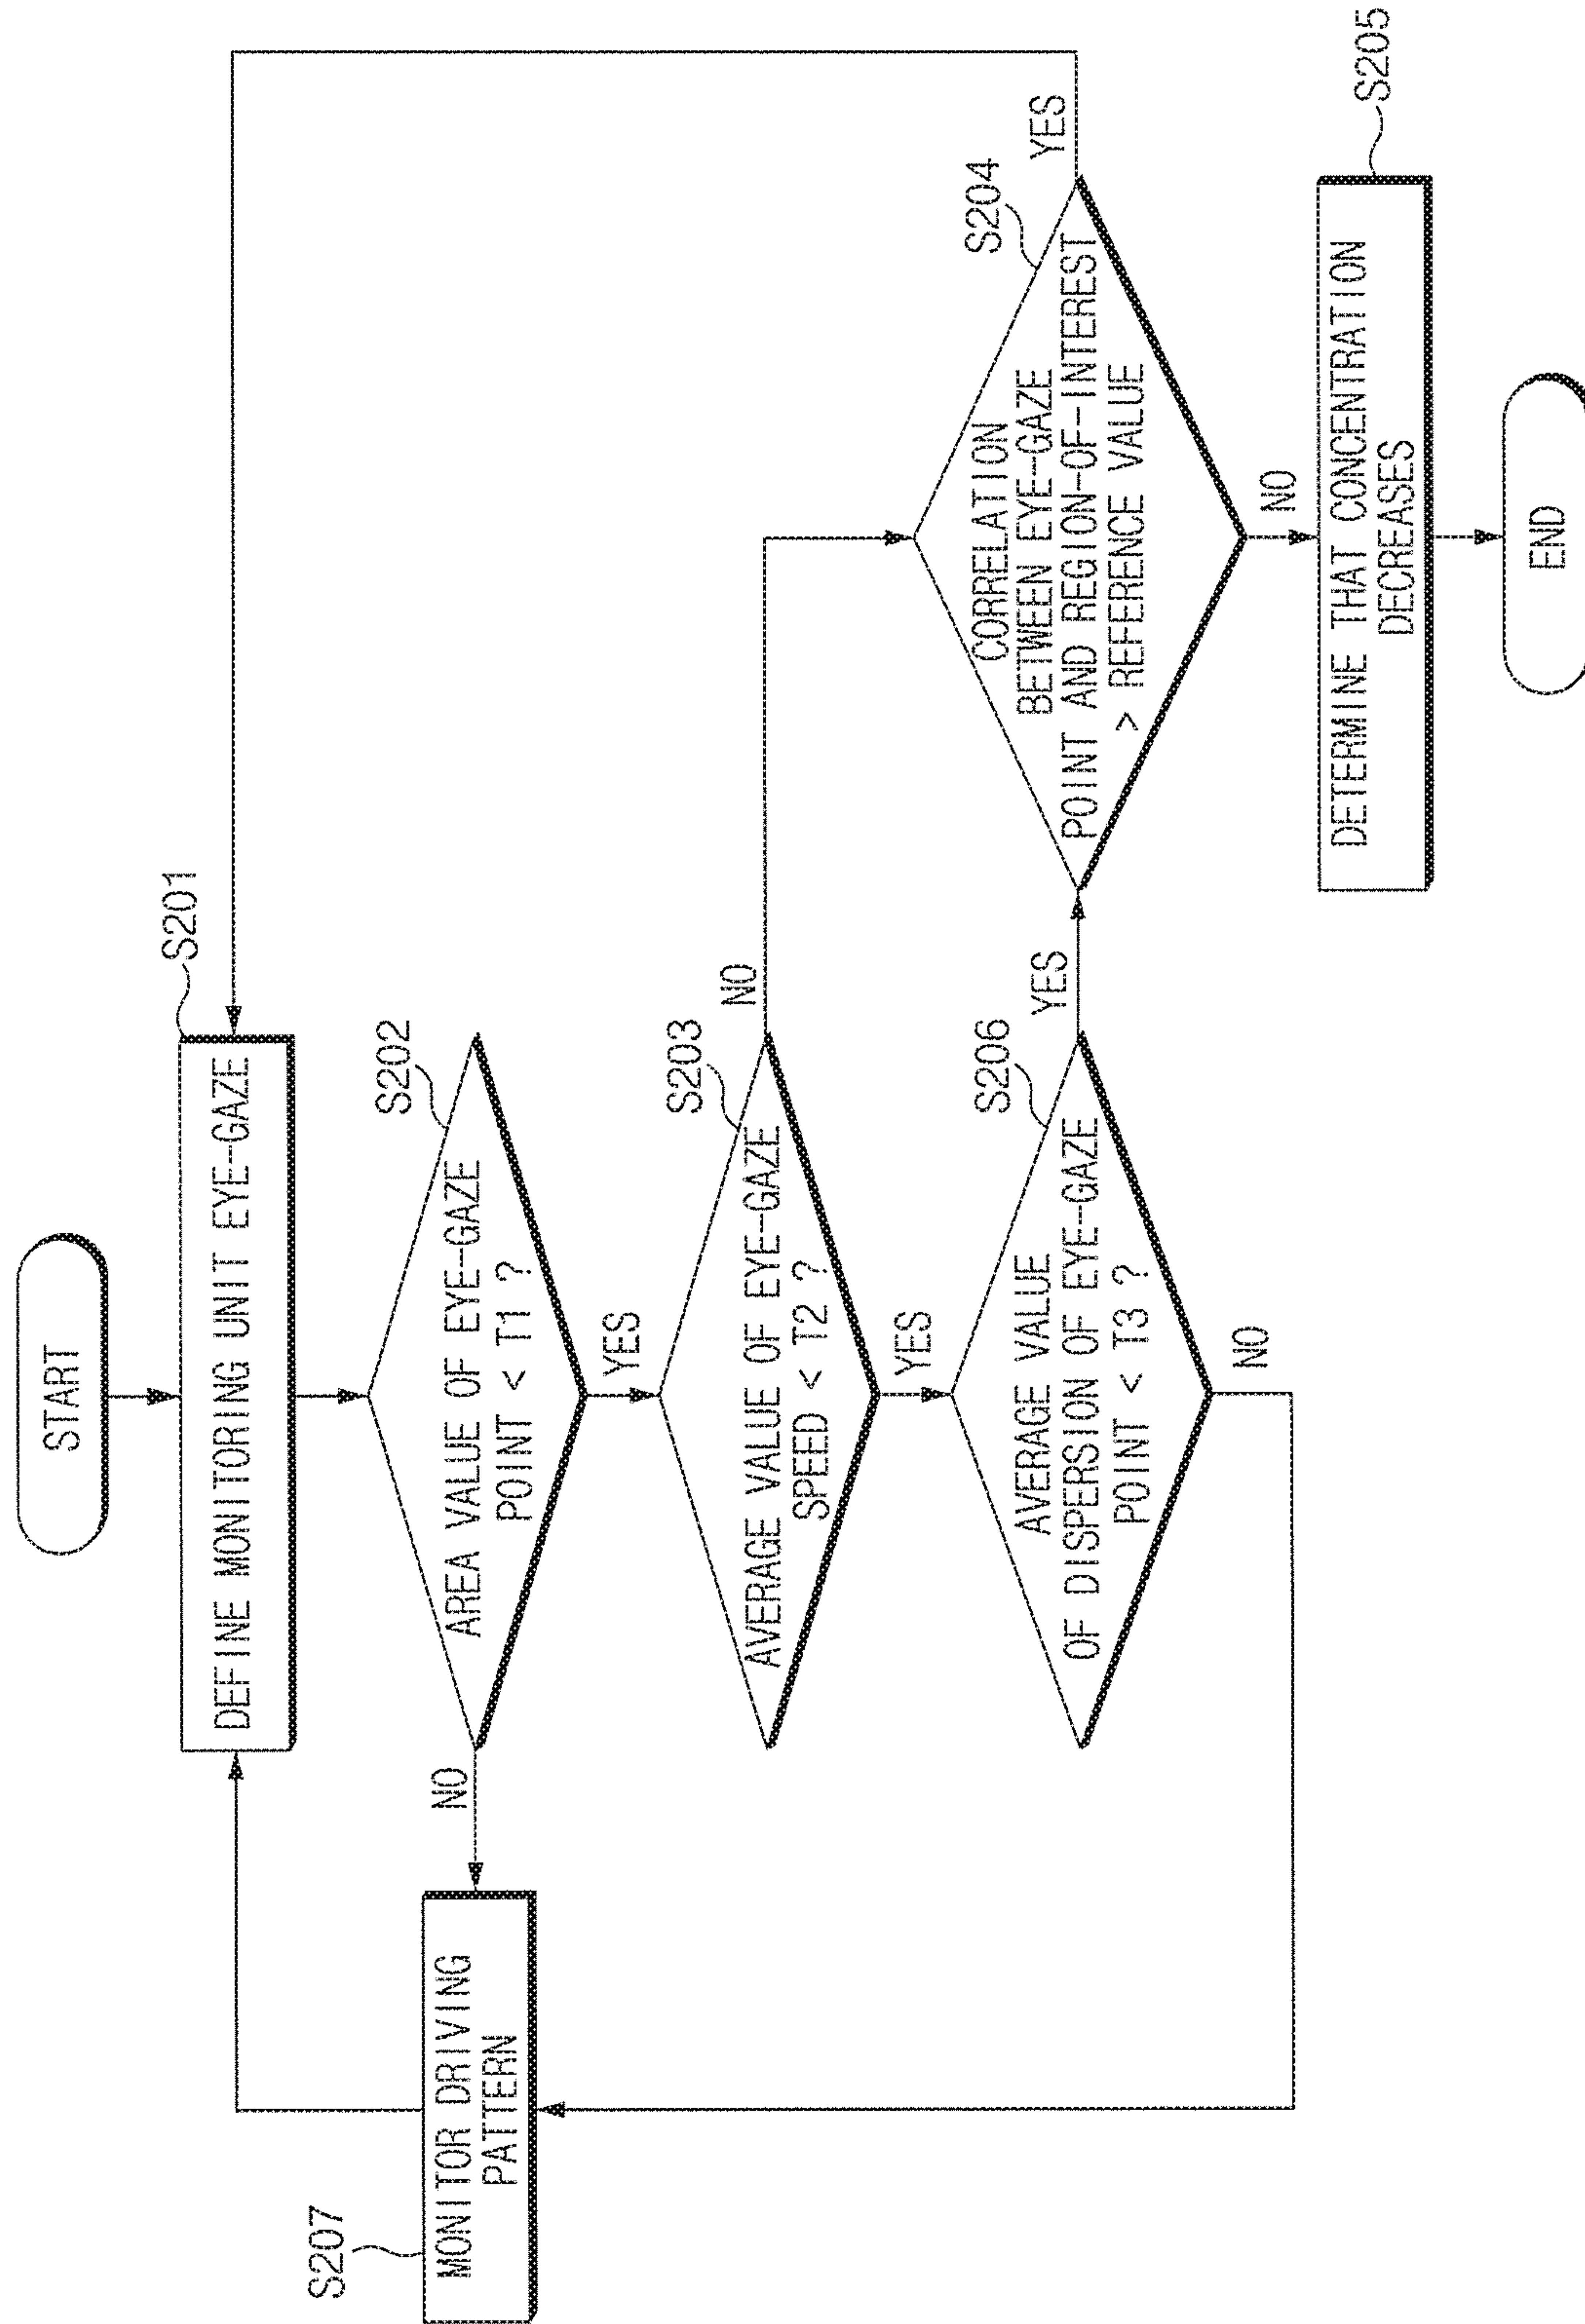 START
S201
DEFINE MONITORING UNIT EYE-GAZE
S202
AREA VALUE OF EYE-GAZE
POINT < T1 ?
NO
YES
S207
MONITOR DRIVING
PATTERN
S203
AVERAGE VALUE OF EYE-GAZE
SPEED < T2 ?
NO
YES
S206
AVERAGE VALUE
OF DISPERSION OF EYE-GAZE
POINT < T3 ?
YES
NO
S204
CORRELATION
BETWEEN EYE-GAZE
POINT AND REGION-OF-INTEREST
> REFERENCE VALUE
YES
NO
S205
DETERMINE THAT CONCENTRATION
DECREASES
END